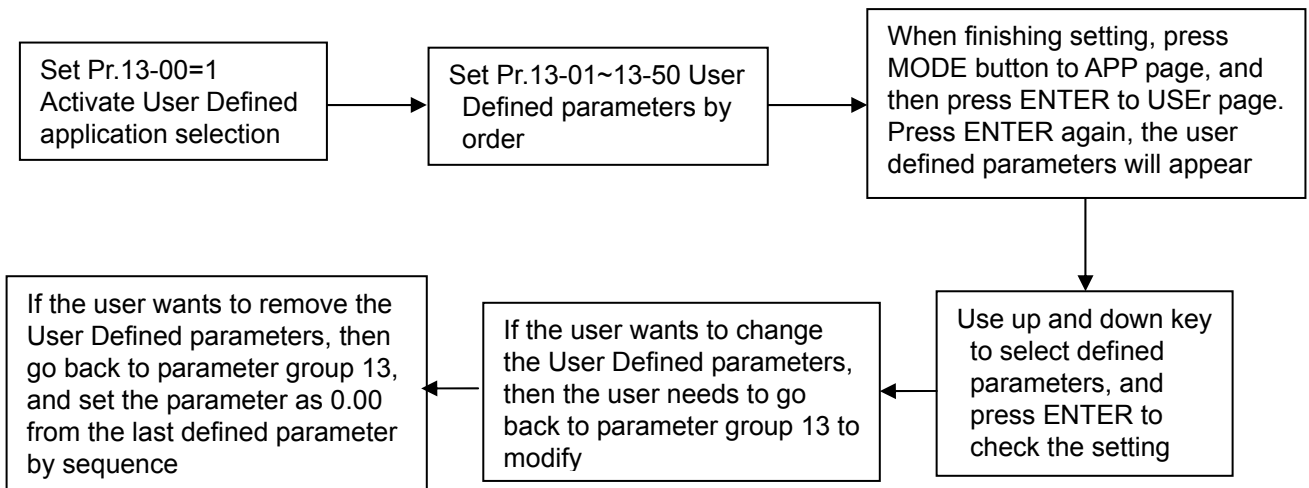 Set Pr.13-00=1
Activate User Defined
application selection
Set Pr.13-01~13-50 User
Defined parameters by
order
When finishing setting, press
MODE button to APP page, and
then press ENTER to USEr page.
Press ENTER again, the user
defined parameters will appear
Use up and down key
to select defined
parameters, and
press ENTER to
check the setting
If the user wants to change
the User Defined parameters,
then the user needs to go
back to parameter group 13 to
modify
If the user wants to remove the
User Defined parameters, then
go back to parameter group 13,
and set the parameter as 0.00
from the last defined parameter
by sequence